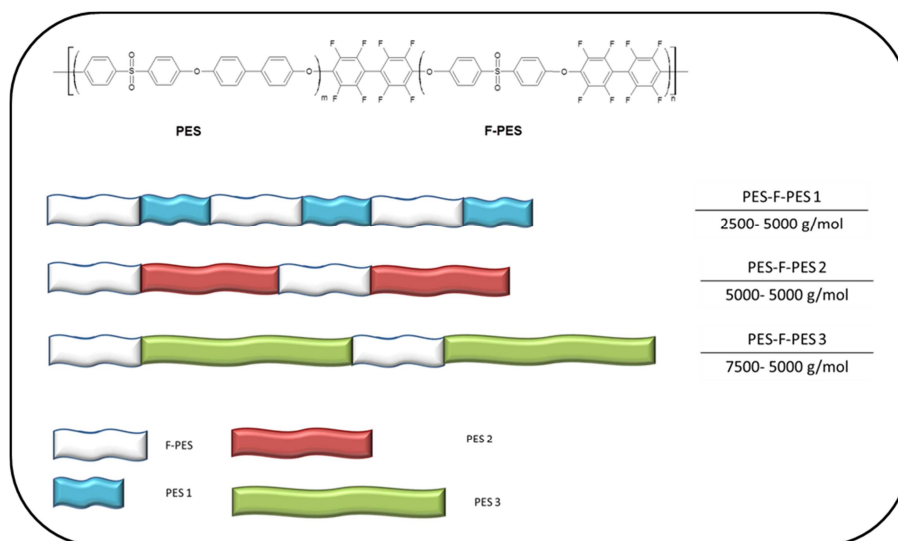 F F F F F F F F
O
S O O O S O
O
O
F F F F F F F F
m n
PES F-PES
PES-F-PES 1
2500- 5000 g/mol
PES-F-PES 2
5000- 5000 g/mol
PES-F-PES 3
7500- 5000 g/mol
F-PES PES 2
PES 1 PES 3